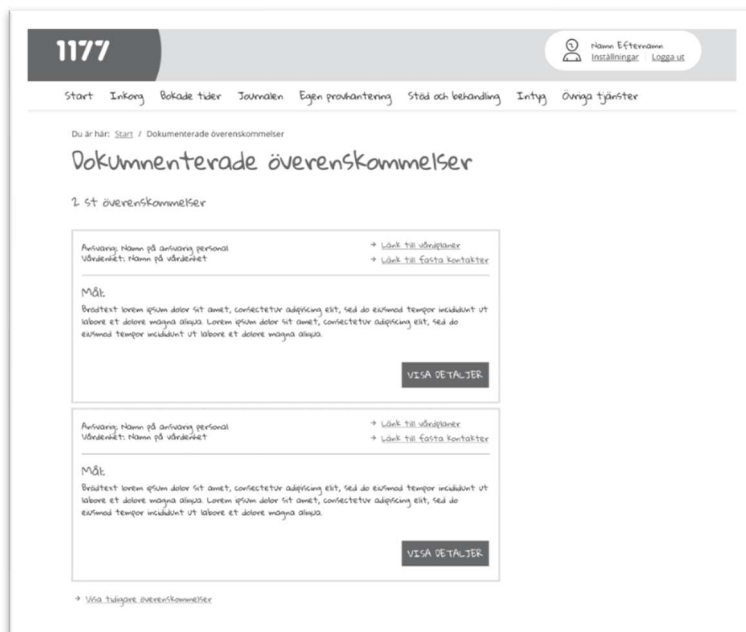 1177
Namn Efternamn
Inställningar Logga ut
Start Inkorg Bokade tider Journalen Egen provhantering Stöd och behandling Intyg Övriga tjänster
Du är här: Start / Dokumenterade överenskommelser
Dokumnenterade överenskommelser
2 st överenskommelser
Ansvarig: Namn på ansvarig personal
Vårdenhet: Namn på vårdenhet
→ Länk till vårdplaner
→ Länk till fasta kontakter
Mål:
Brödtext lorem ipsum dolor sit amet, consectetur adipiscing elit, sed do eiusmod tempor incididunt ut
labore et dolore magna aliqua. Lorem ipsum dolor sit amet, consectetur adipiscing elit, sed do
eiusmod tempor incididunt ut labore et dolore magna aliqua.
VISA DETALJER
Ansvarig: Namn på ansvarig personal
Vårdenhet: Namn på vårdenhet
→ Länk till vårdplaner
→ Länk till fasta kontakter
Mål:
Brödtext lorem ipsum dolor sit amet, consectetur adipiscing elit, sed do eiusmod tempor incididunt ut
labore et dolore magna aliqua. Lorem ipsum dolor sit amet, consectetur adipiscing elit, sed do
eiusmod tempor incididunt ut labore et dolore magna aliqua.
VISA DETALJER
→ Visa tidigare överenskommelser